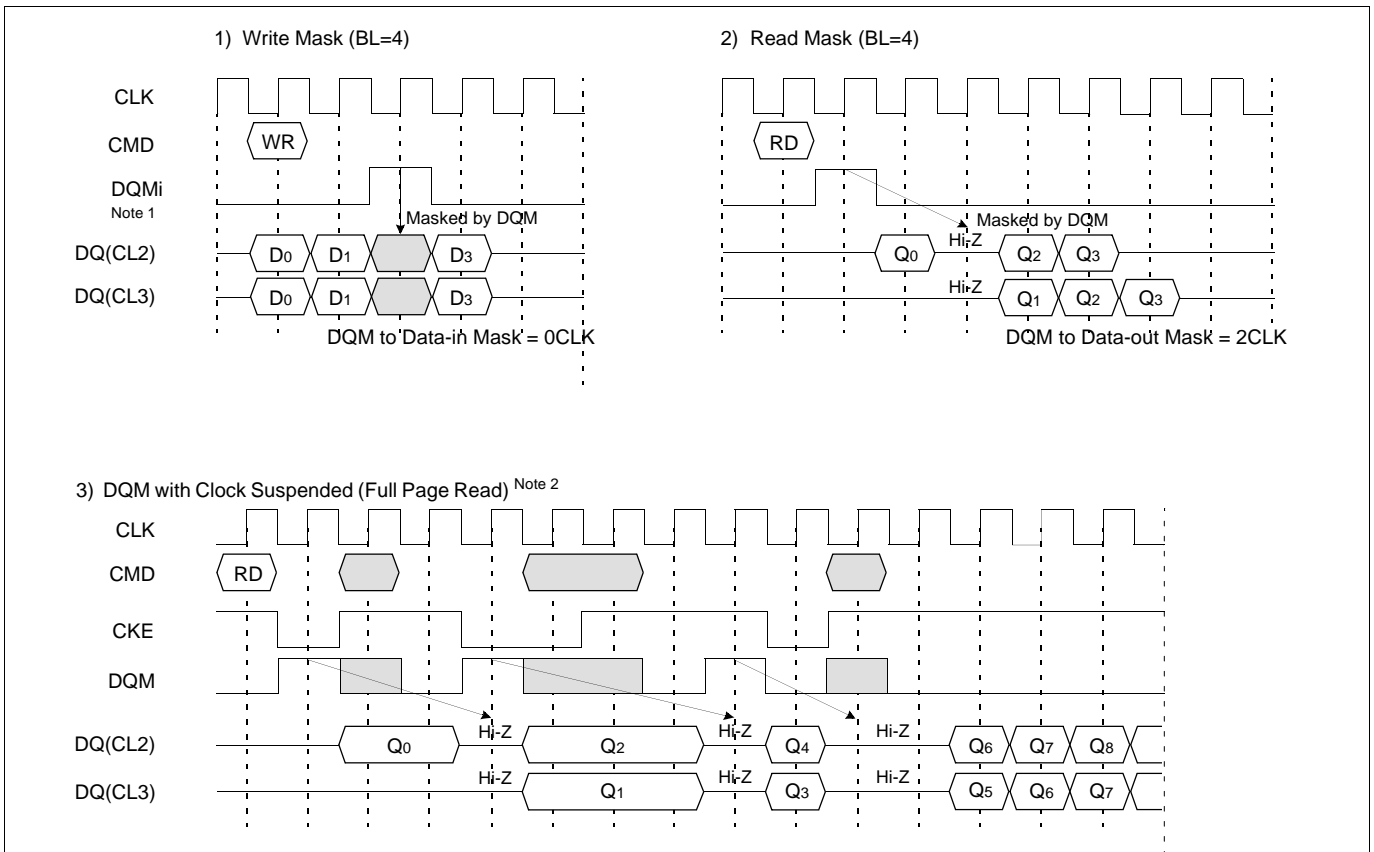 1) Write Mask (BL=4)
CLK
CMD
WR
DQMi
Note 1
Masked by DQM
DQ(CL2)
D0 D1 D3
DQ(CL3)
D0 D1 D3
DQM to Data-in Mask = 0CLK
2) Read Mask (BL=4)
RD
Masked by DQM
Q0 Hi-Z Q2 Q3
Hi-Z Q1 Q2 Q3
DQM to Data-out Mask = 2CLK
3) DQM with Clock Suspended (Full Page Read) Note 2
CLK
CMD
RD
CKE
DQM
DQ(CL2)
Q0 Hi-Z Q2 Hi-Z Q4 Hi-Z Q6 Q7 Q8
DQ(CL3)
Hi-Z Q1 Hi-Z Q3 Hi-Z Q5 Q6 Q7